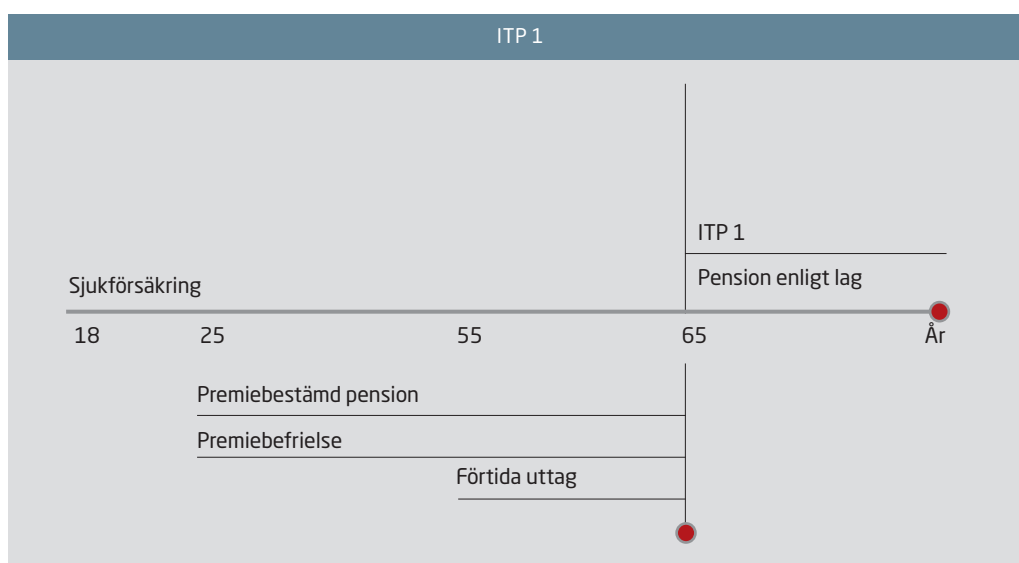 ITP 1
ITP 1
Sjukförsäkring
Pension enligt lag
18 25 55 65 År
Premiebestämd pension
Premiebefrielse
Förtida uttag